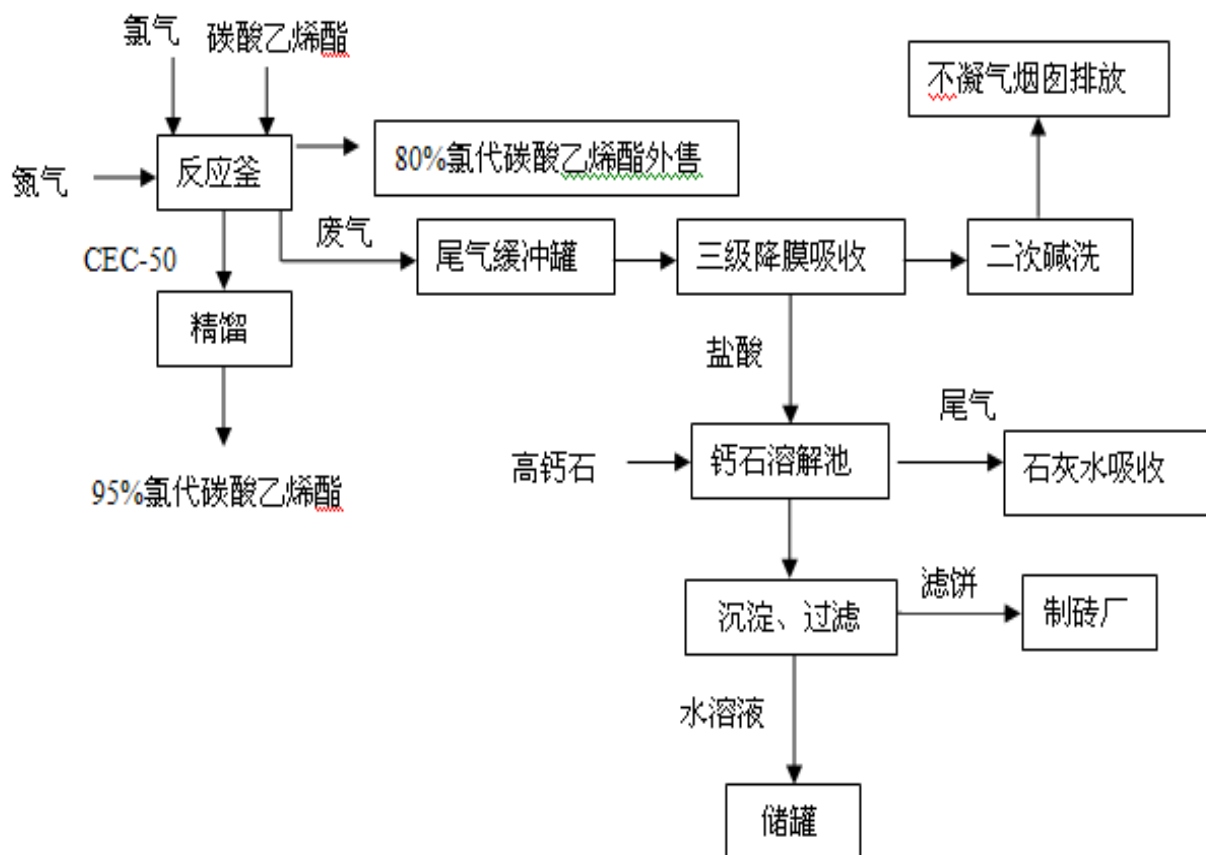 氯气
碳酸乙烯酯
不凝气烟囱排放
反应釜
80%氯代碳酸乙烯酯外售
氮气
废气
CEC-50
尾气缓冲罐
三级降膜吸收
二次碱洗
精馏
盐酸
尾气
高钙石
钙石溶解池
石灰水吸收
95%氯代碳酸乙烯酯
滤饼
沉淀、过滤
制砖厂
水溶液
储罐